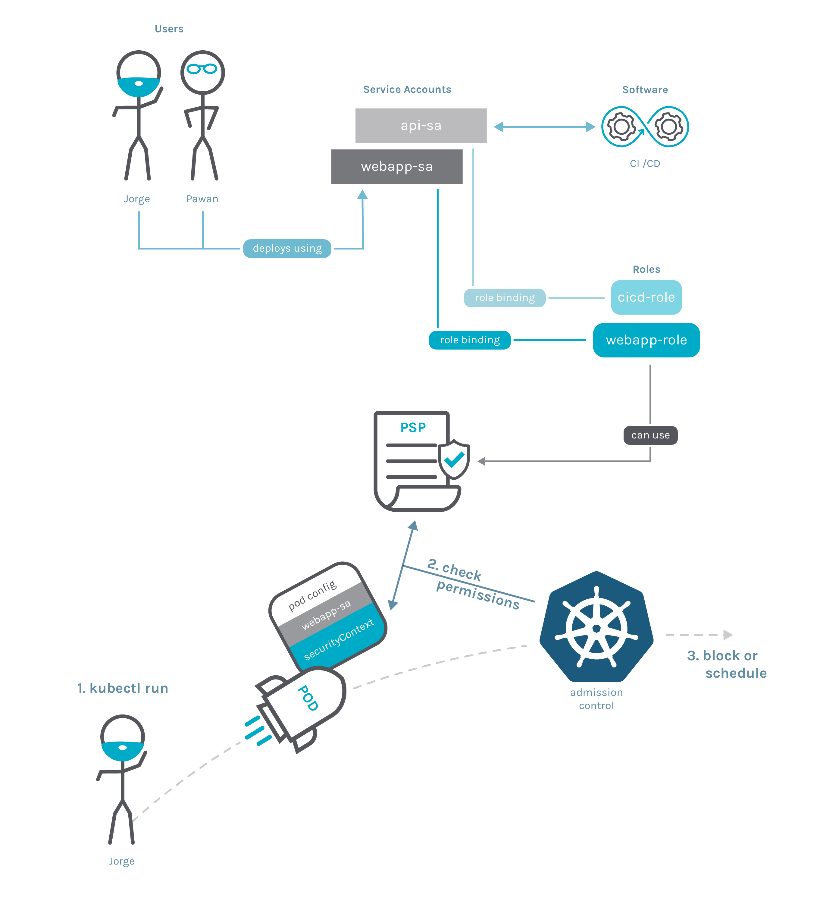 Users
Service Accounts
Software
api-sa
webapp-sa
CI /CD
Jorge
Pawan
deploys using
Roles
role binding
cicd-role
role binding
webapp-role
PSP
can use
2. check
permissions
pod config
webapp-sa
securityContext
POD
3. block or
schedule
1. kubectl run
admission
control
Jorge